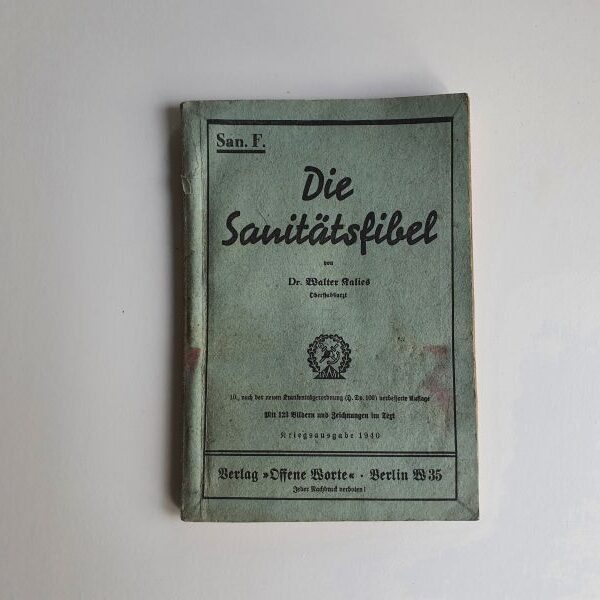 San. F.
Die
Sanitätsfibel
von
Dr. Walter Kalies
Oberstabsarzt
10., nach der neuen Krankenträgerordnung (H. Dv. 100) verbesserte Auflage
Mit 123 Bildern und Zeichnungen im Text
Kriegsausgabe 1940
Verlag »Offene Worte« · Berlin W 35
Jeder Nachdruck verboten!